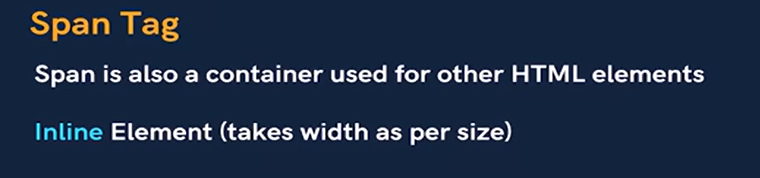 Span Tag
Span is also a container used for other HTML elements
Inline Element (takes width as per size)